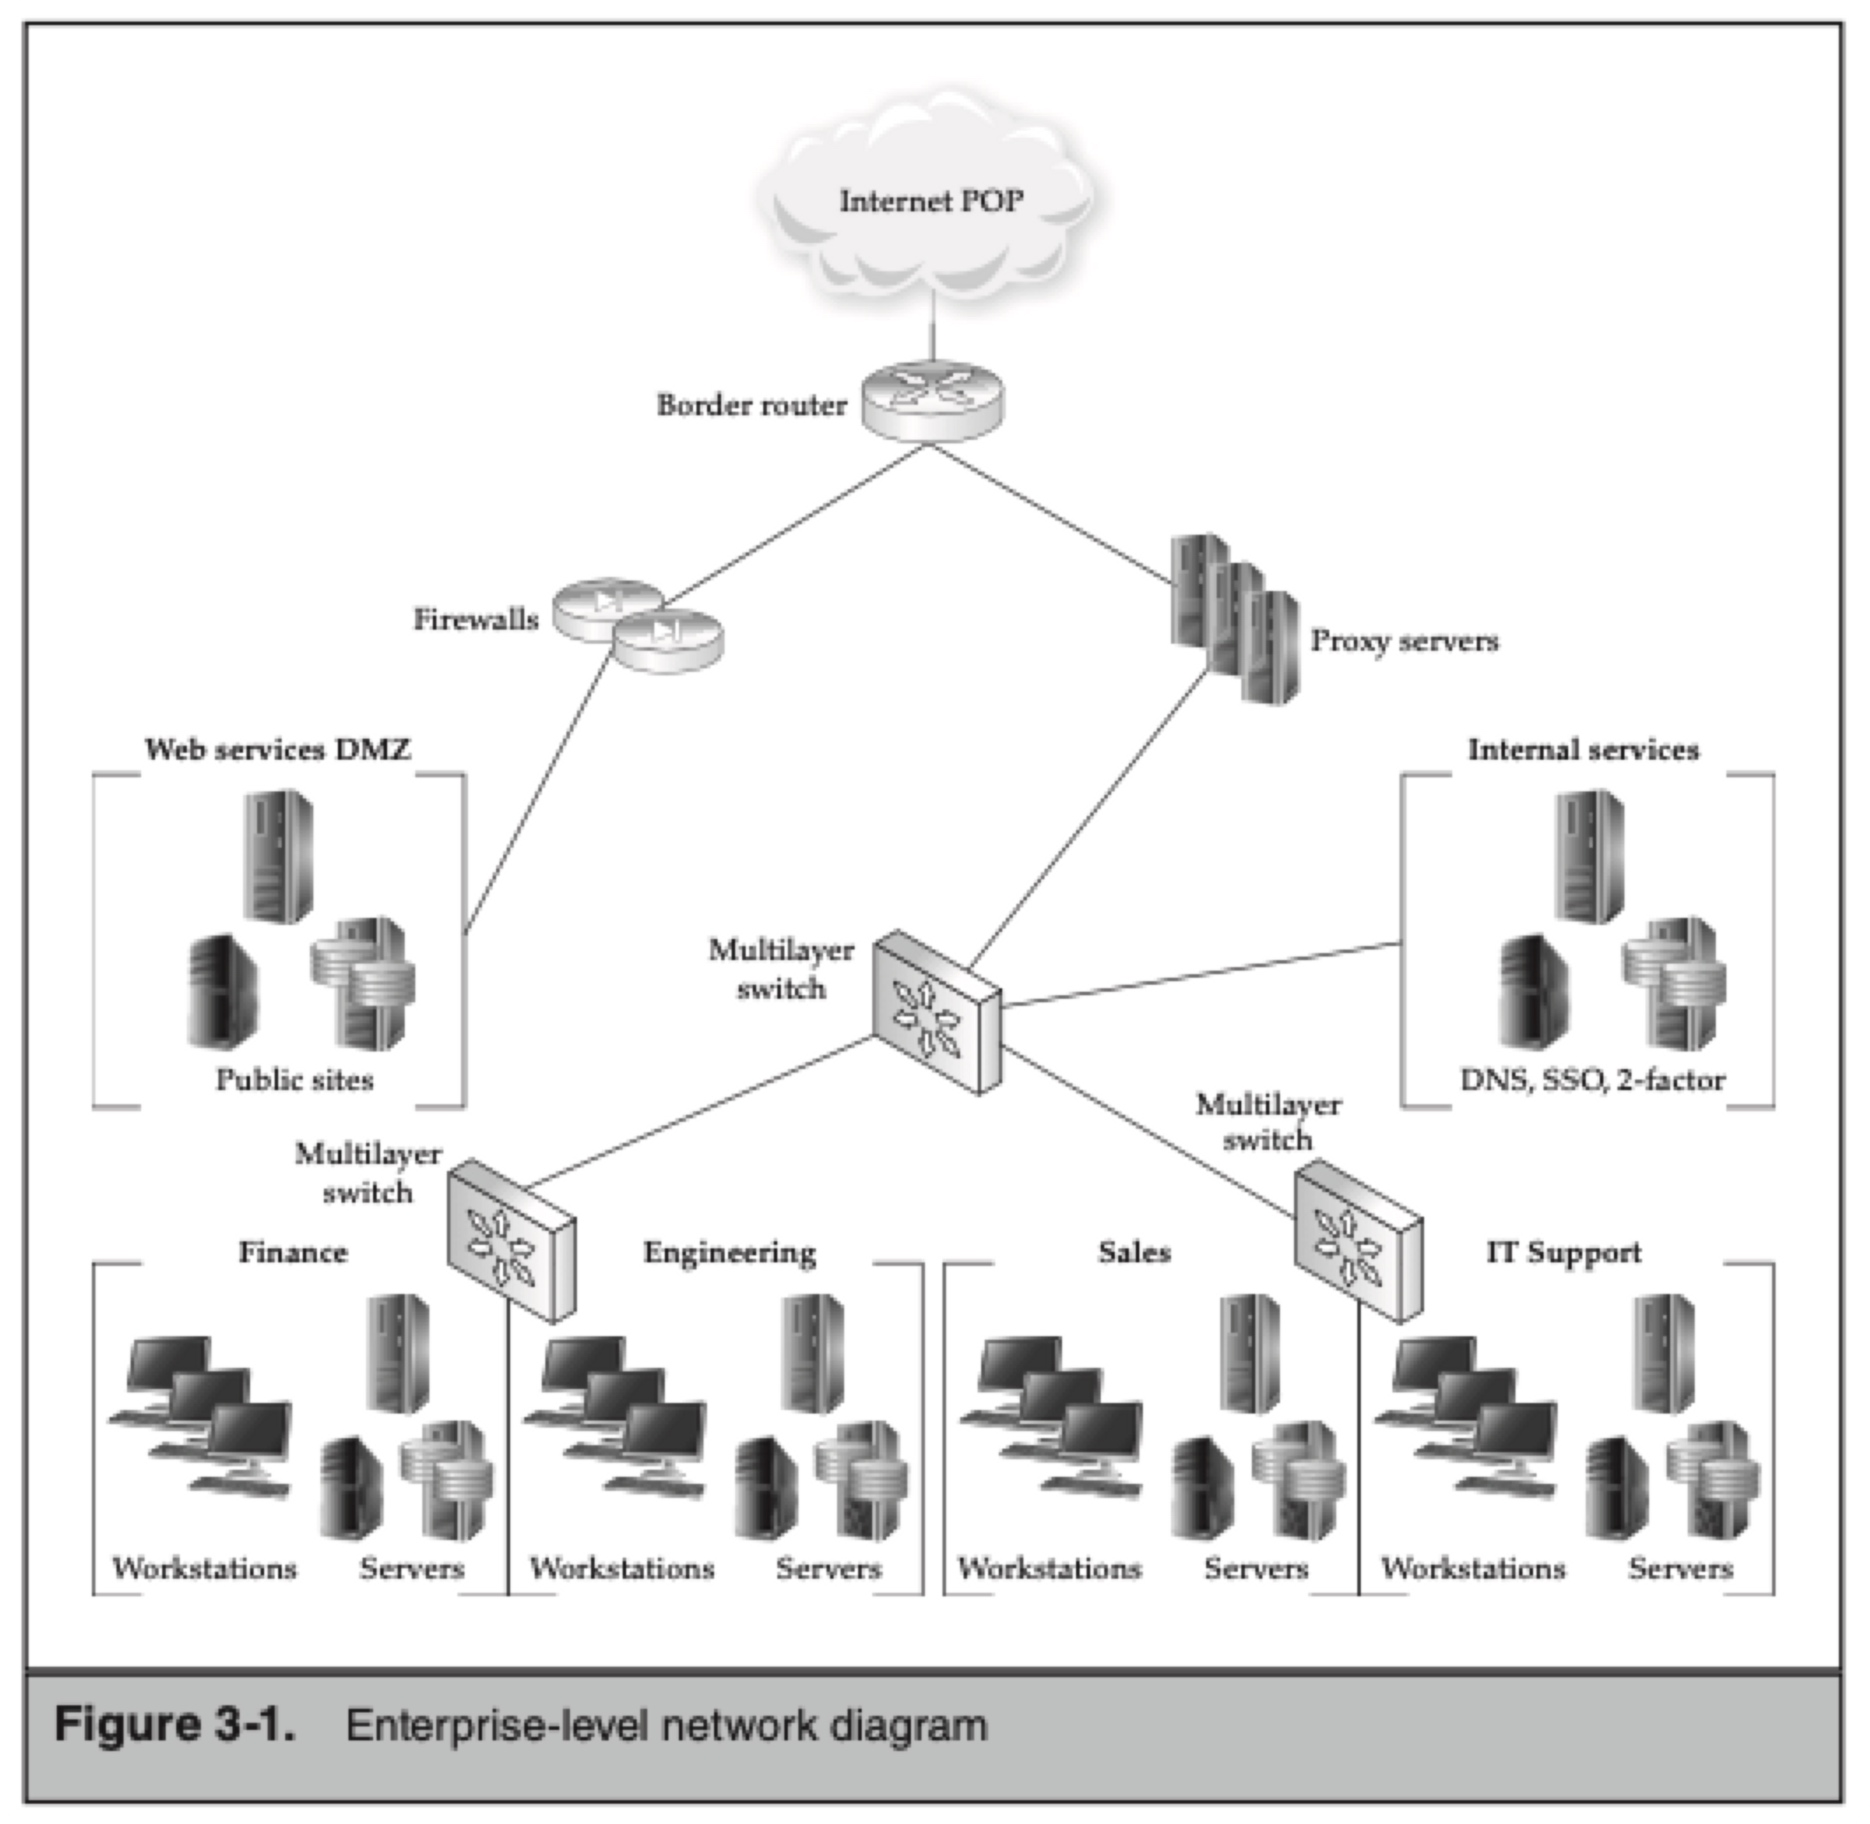 Internet POP
Border router
Firewalls
Proxy servers
Web services DMZ
Internal services
Multilayer
switch
Public sites
DNS, SSO, 2-factor
Multilayer
switch
Multilayer
switch
Finance
Engineering
Sales
IT Support
Workstations
Servers
Workstations
Servers
Workstations
Servers
Workstations
Servers
Figure 3-1. Enterprise-level network diagram